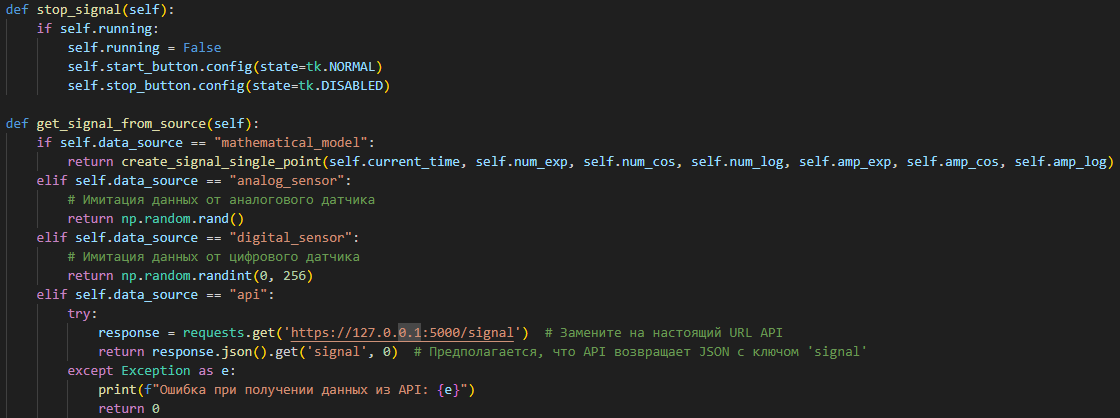 def stop_signal(self):
    if self.running:
        self.running = False
        self.start_button.config(state=tk.NORMAL)
        self.stop_button.config(state=tk.DISABLED)

def get_signal_from_source(self):
    if self.data_source == "mathematical_model":
        return create_signal_single_point(self.current_time, self.num_exp, self.num_cos, self.num_log, self.amp_exp, self.amp_cos, self.amp_log)
    elif self.data_source == "analog_sensor":
        # Имитация данных от аналогового датчика
        return np.random.rand()
    elif self.data_source == "digital_sensor":
        # Имитация данных от цифрового датчика
        return np.random.randint(0, 256)
    elif self.data_source == "api":
        try:
            response = requests.get('https://127.0.0.1:5000/signal')  # Замените на настоящий URL API
            return response.json().get('signal', 0)  # Предполагается, что API возвращает JSON с ключом 'signal'
        except Exception as e:
            print(f"Ошибка при получении данных из API: {e}")
            return 0